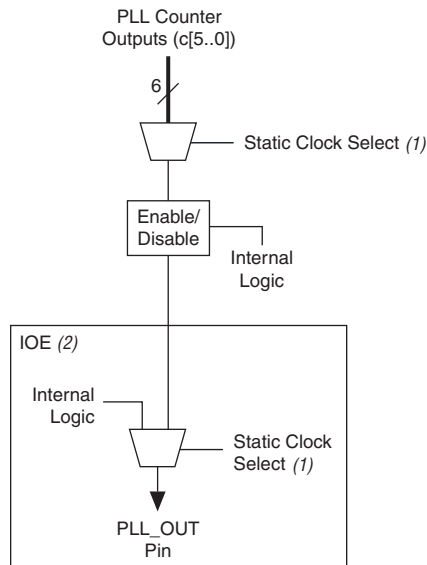 PLL Counter
Outputs (c[5..0])
6
Static Clock Select (1)
Enable/
Disable
Internal
Logic
IOE (2)
Internal
Logic
Static Clock
Select (1)
PLL_OUT
Pin